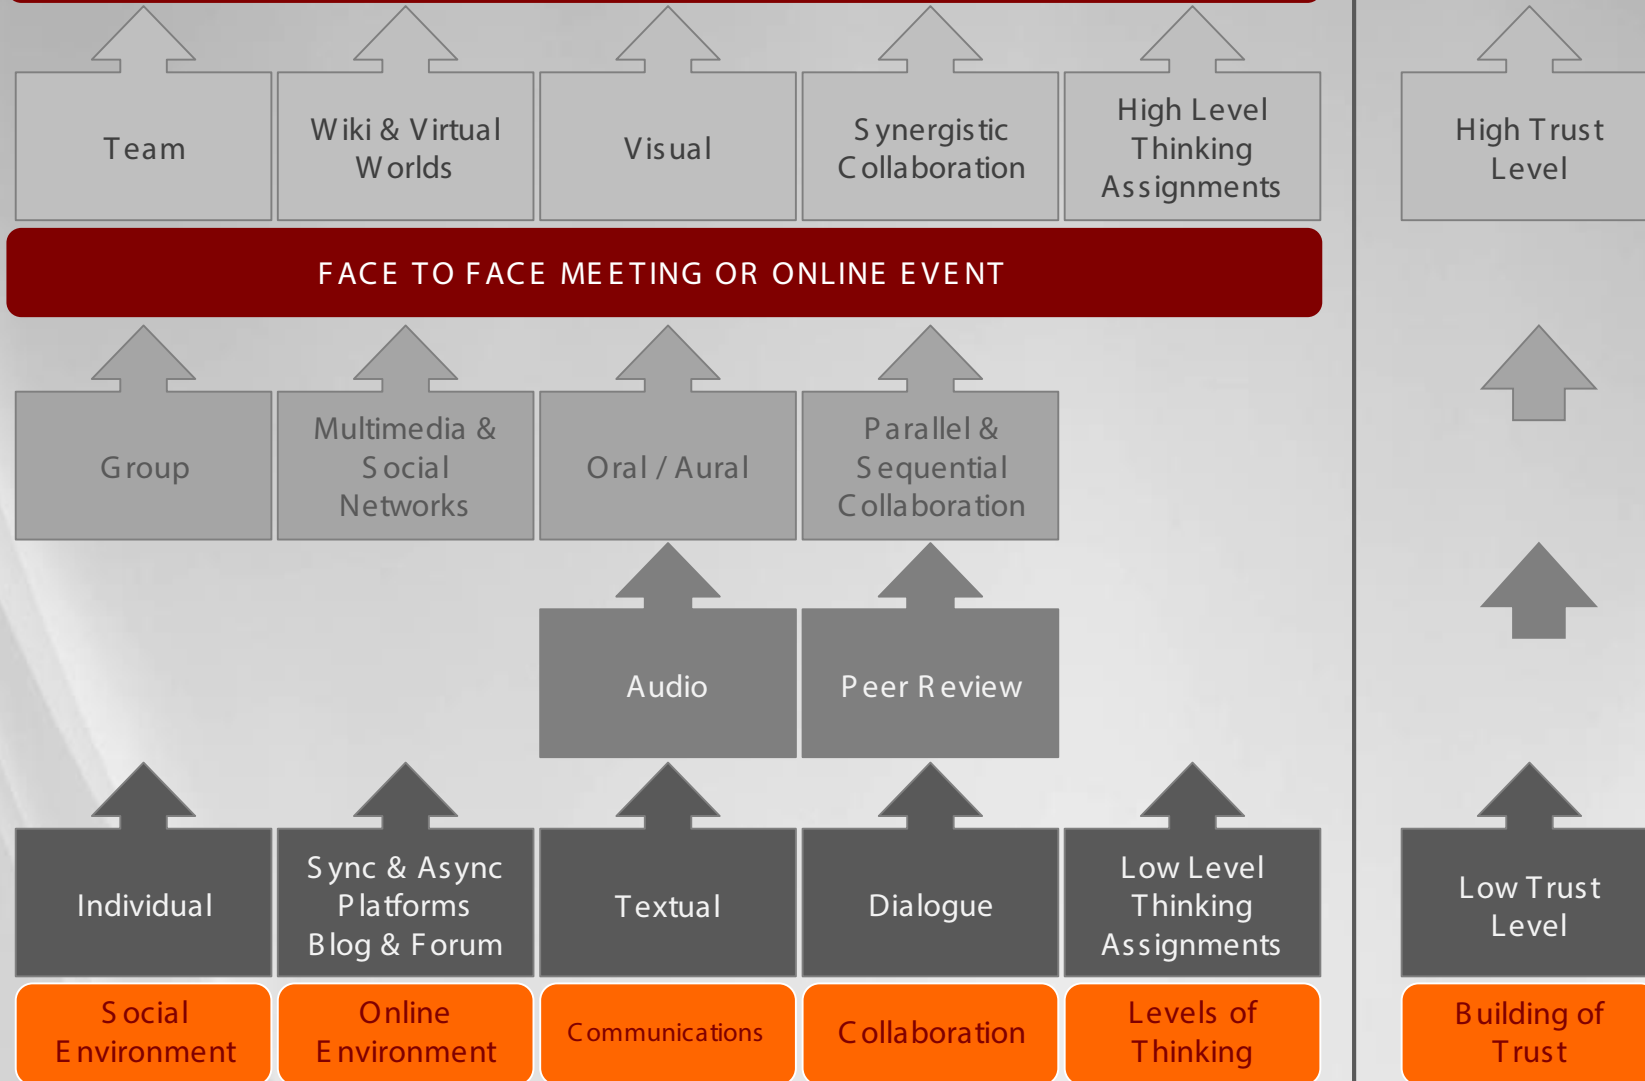 Team
Wiki & Virtual
Worlds
Visual
Synergistic
Collaboration
High Level
Thinking
Assignments
High Trust
Level
FACE TO FACE MEETING OR ONLINE EVENT
Group
Multimedia &
Social
Networks
Oral / Aural
Parallel &
Sequential
Collaboration
Audio
Peer Review
Individual
Sync & Async
Platforms
Blog & Forum
Textual
Dialogue
Low Level
Thinking
Assignments
Low Trust
Level
Social
Environment
Online
Environment
Communications
Collaboration
Levels of
Thinking
Building of
Trust